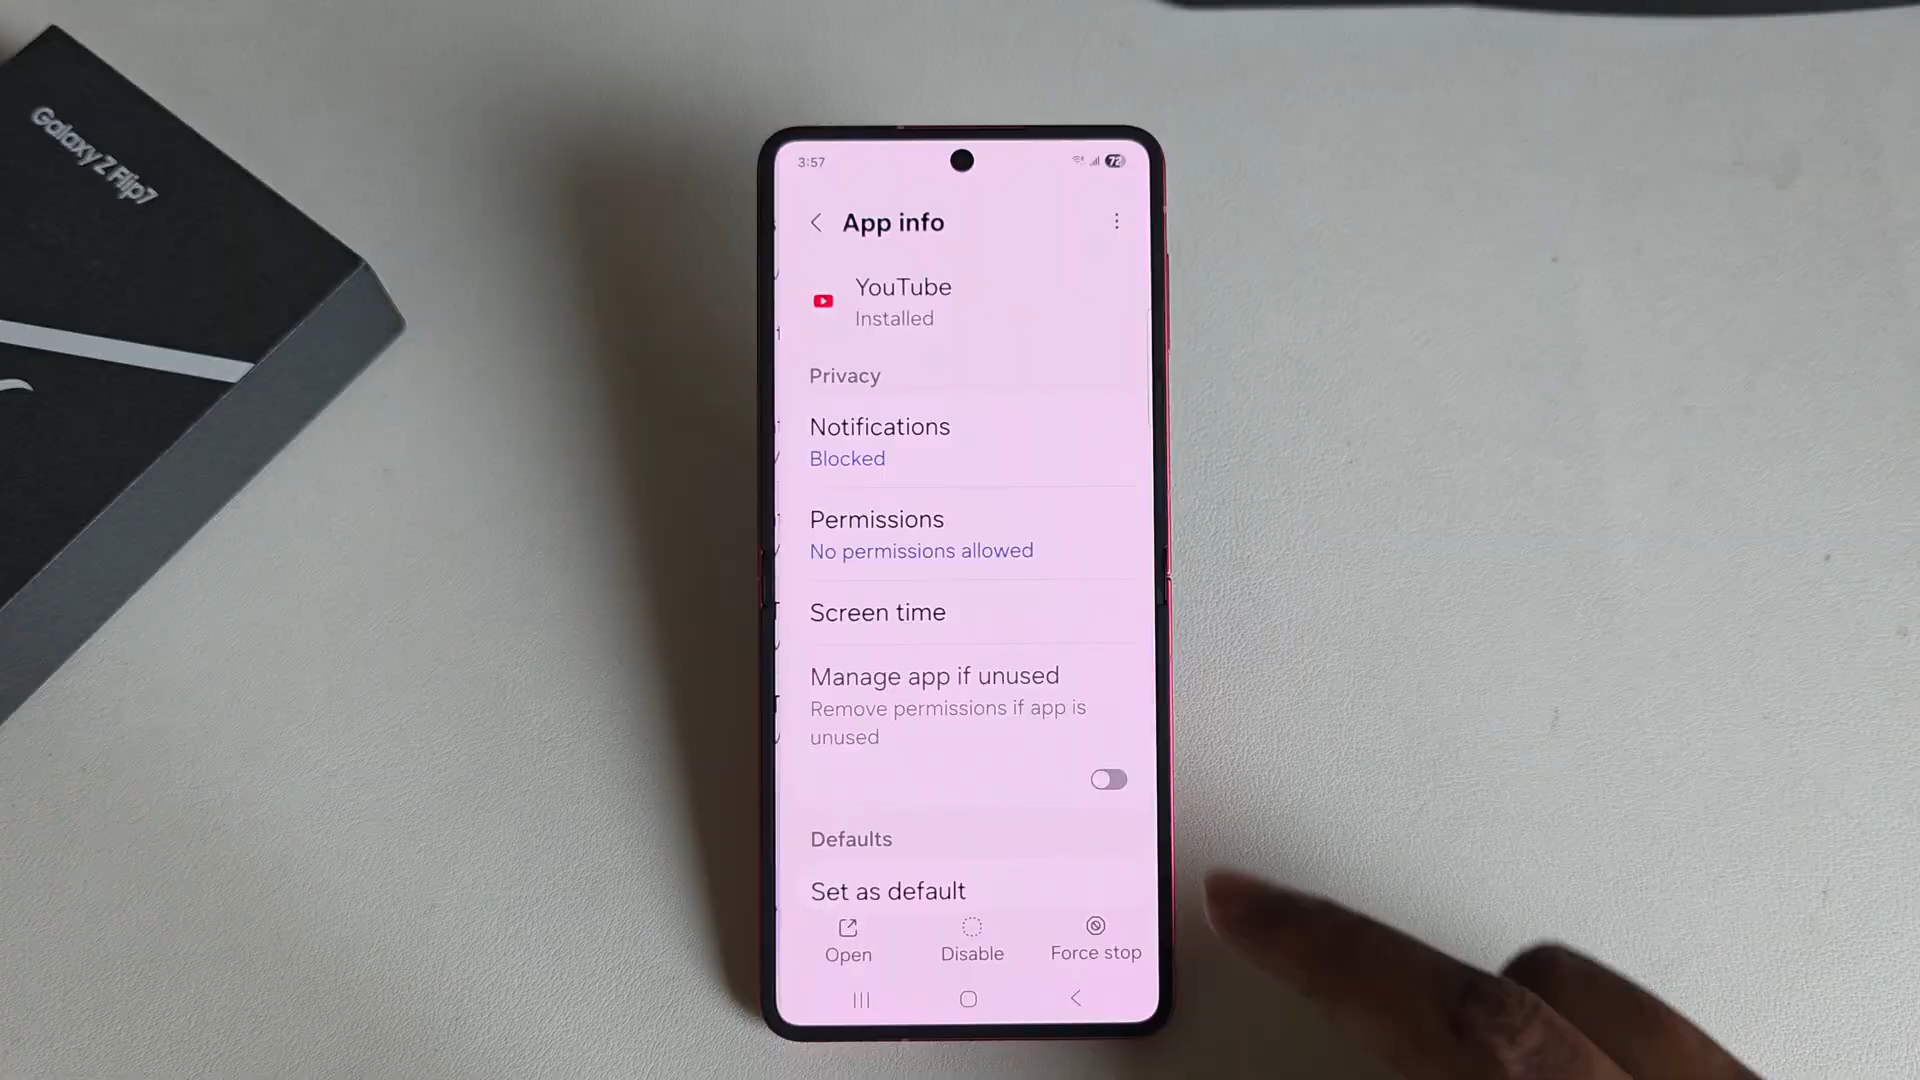 Galaxy Z Flip7
3:57
72
App info
YouTube
Installed
Privacy
Notifications
Blocked
Permissions
No permissions allowed
Screen time
Manage app if unused
Remove permissions if app is
unused
Defaults
Set as default
Open
Disable
Force stop